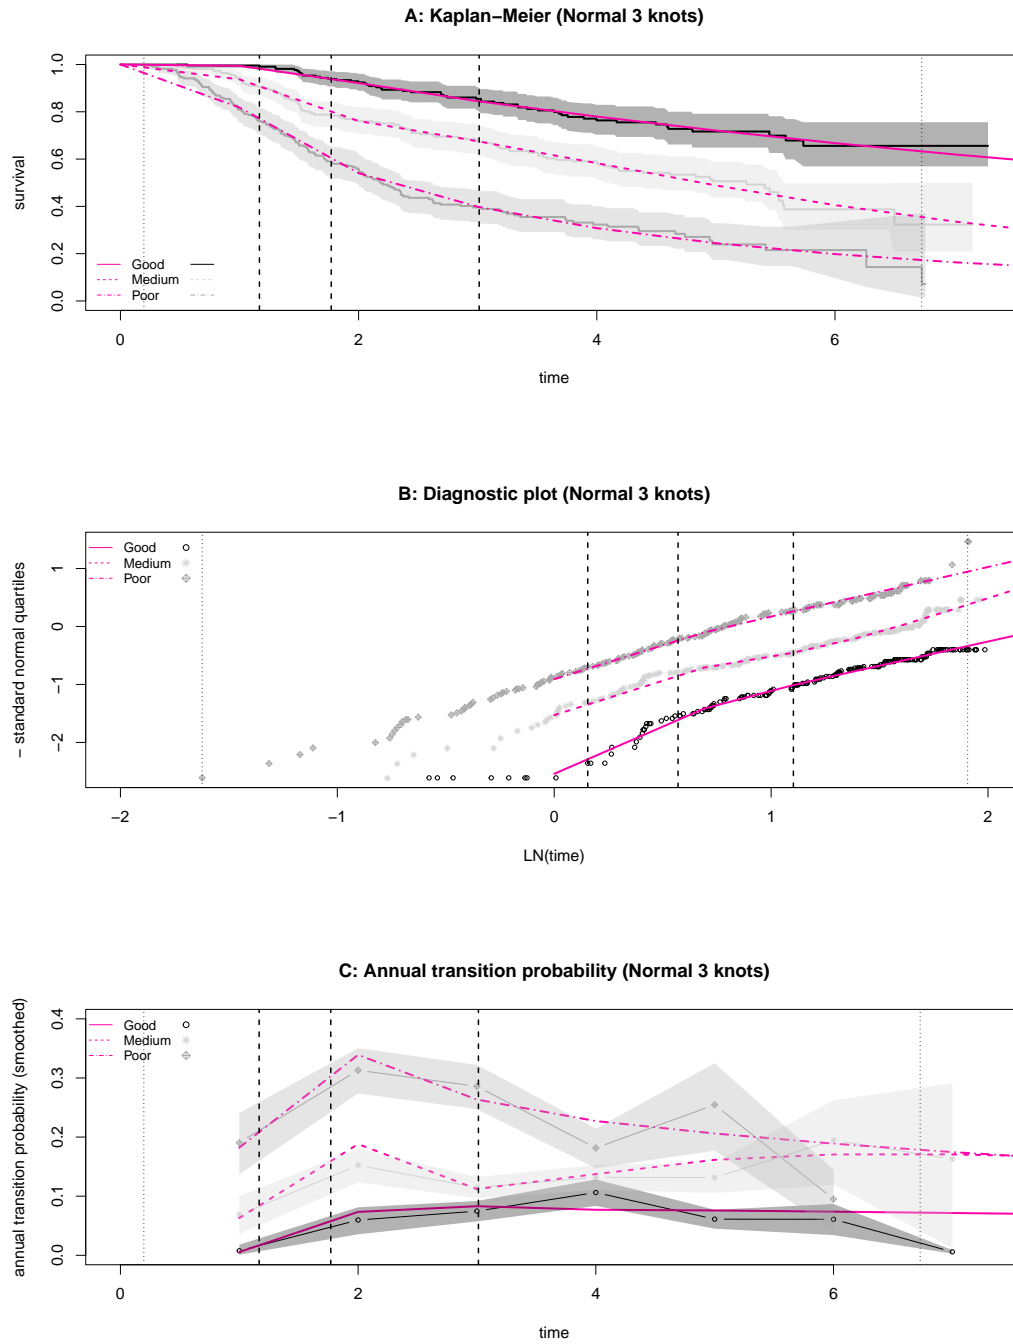 A: Kaplan−Meier (Normal 3 knots)
survival
1.0
0.8
0.6
0.4
0.2
0.0
Good
Medium
Poor
0 2 4 6
time
B: Diagnostic plot (Normal 3 knots)
− standard normal quartiles
Good
Medium
Poor
1
0
−1
−2
−2 −1 0 1 2
LN(time)
C: Annual transition probability (Normal 3 knots)
annual transition probability (smoothed)
Good
Medium
Poor
0.4
0.3
0.2
0.1
0.0
0 2 4 6
time